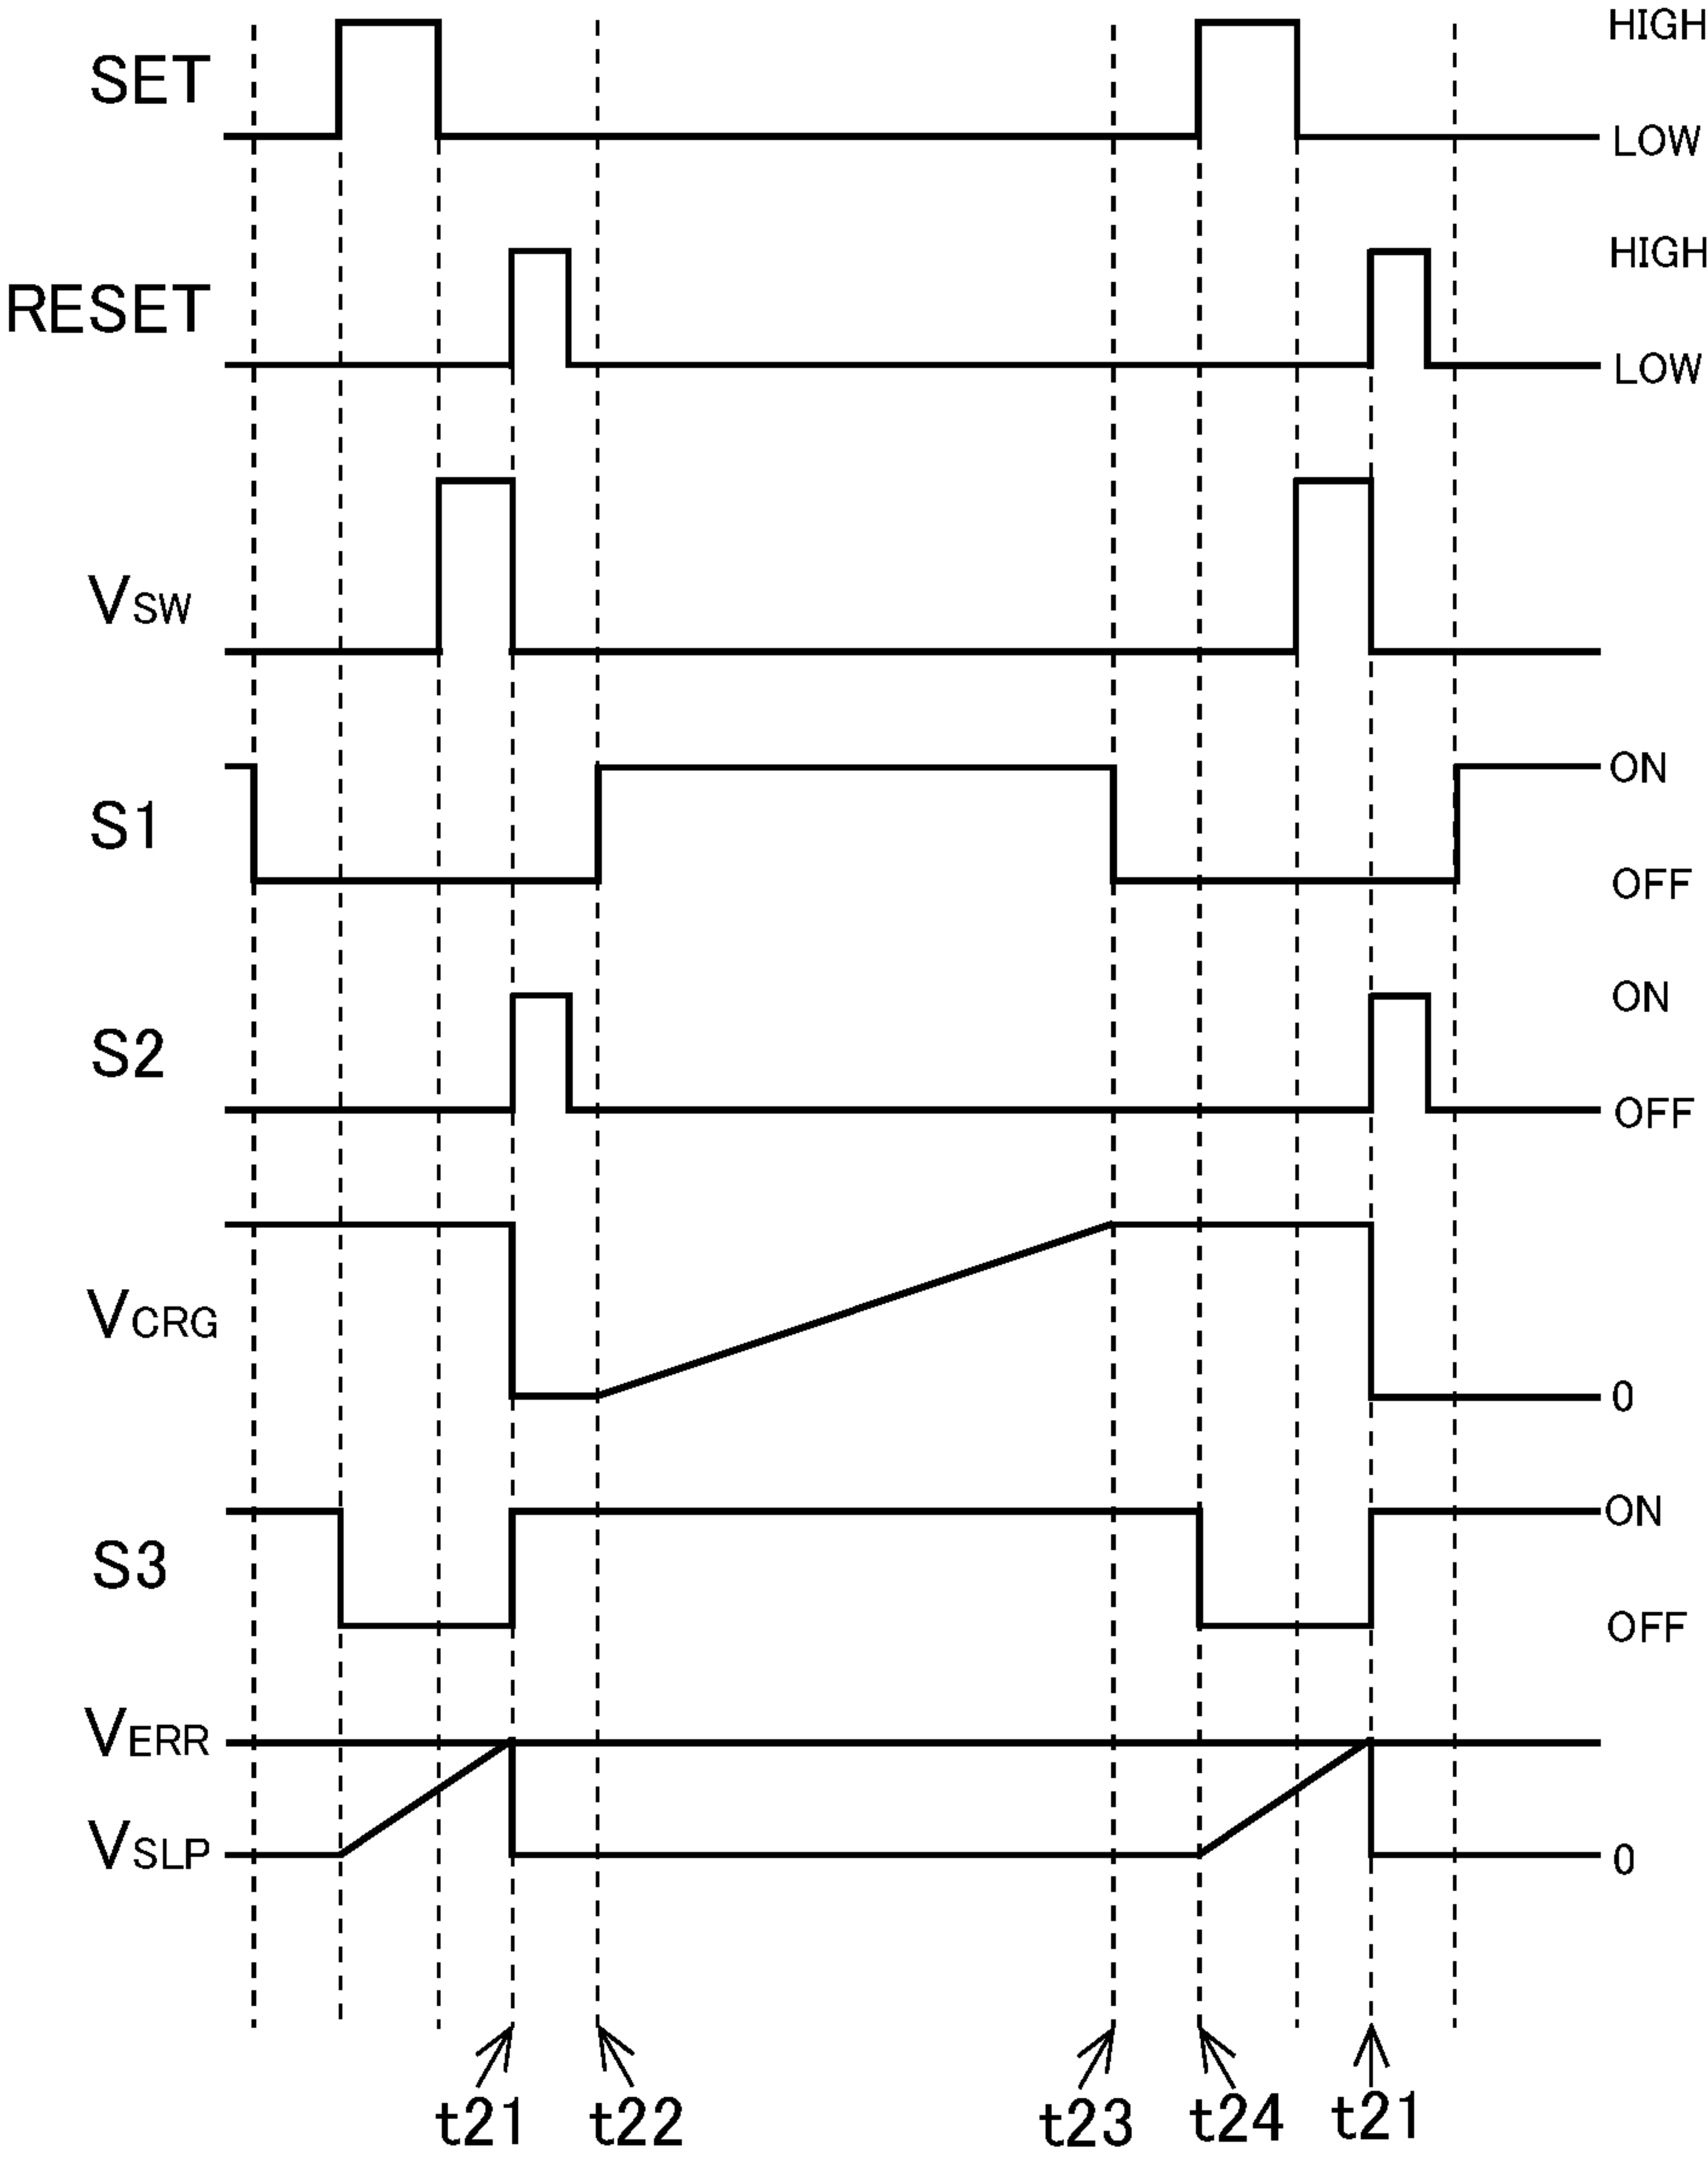 HIGH
SET
LOW
HIGH
RESET
LOW
VSW
ON
S1
OFF
ON
S2
OFF
VCRG
0
ON
S3
OFF
VERR
VSLP
0
t21 t22 t23 t24 t21